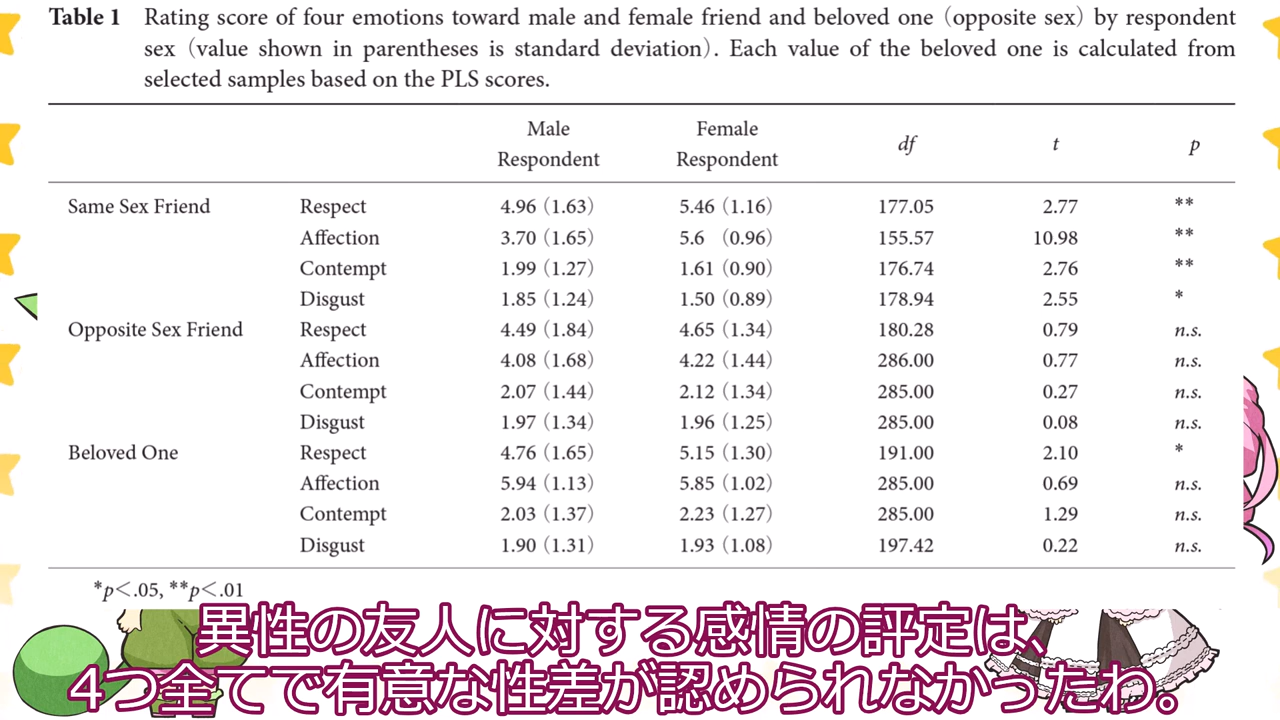 Table 1 Rating score of four emotions toward male and female friend and beloved one (opposite sex) by respondent
sex (value shown in parentheses is standard deviation). Each value of the beloved one is calculated from
selected samples based on the PLS scores.
Male Respondent Female Respondent df t p
Same Sex Friend Respect 4.96 (1.63) 5.46 (1.16) 177.05 2.77 **
Affection 3.70 (1.65) 5.6 (0.96) 155.57 10.98 **
Contempt 1.99 (1.27) 1.61 (0.90) 176.74 2.76 **
Disgust 1.85 (1.24) 1.50 (0.89) 178.94 2.55 *
Opposite Sex Friend Respect 4.49 (1.84) 4.65 (1.34) 180.28 0.79 n.s.
Affection 4.08 (1.68) 4.22 (1.44) 286.00 0.77 n.s.
Contempt 2.07 (1.44) 2.12 (1.34) 285.00 0.27 n.s.
Disgust 1.97 (1.34) 1.96 (1.25) 285.00 0.08 n.s.
Beloved One Respect 4.76 (1.65) 5.15 (1.30) 191.00 2.10 *
Affection 5.94 (1.13) 5.85 (1.02) 285.00 0.69 n.s.
Contempt 2.03 (1.37) 2.23 (1.27) 285.00 1.29 n.s.
Disgust 1.90 (1.31) 1.93 (1.08) 197.42 0.22 n.s.
*p<.05, **p<.01
異性の友人に対する感情の評定は、
4つ全てで有意な性差が認められなかったわ。